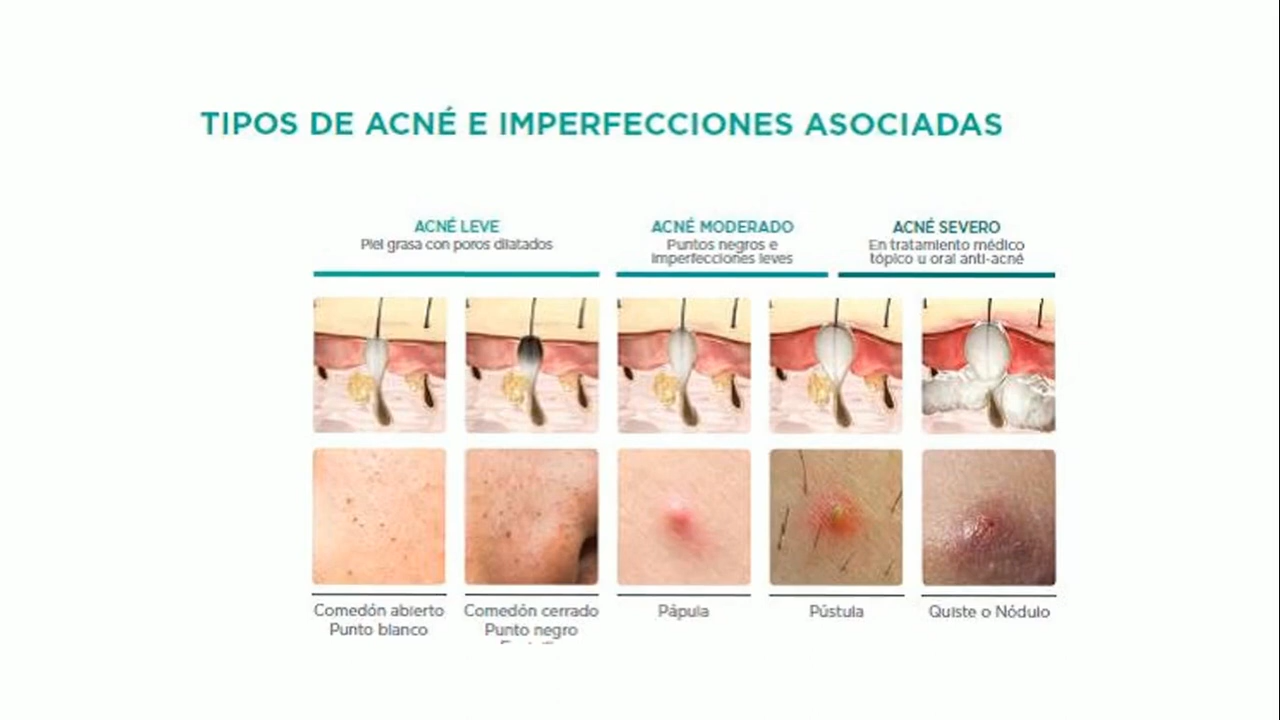 TIPOS DE ACNÉ E IMPERFECCIONES ASOCIADAS
ACNÉ LEVE
Piel grasa con poros dilatados
ACNÉ MODERADO
Puntos negros e
imperfecciones leves
ACNÉ SEVERO
En tratamiento médico
tópico u oral anti-acné
Comedón abierto
Punto blanco
Comedón cerrado
Punto negro
Pápula
Pústula
Quiste o Nódulo